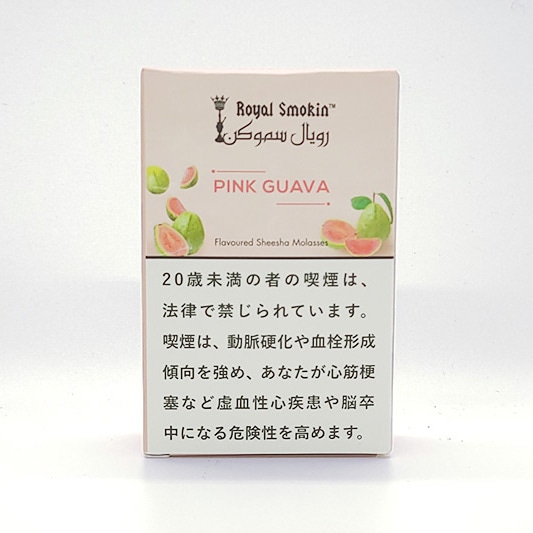 Royal Smokin™
رويال سموكن
PINK GUAVA
Flavoured Sheesha Molasses
20歳未満の者の喫煙は、
法律で禁じられています。
喫煙は、動脈硬化や血栓形成
傾向を強め、あなたが心筋梗
塞など虚血性心疾患や脳卒
中になる危険性を高めます。